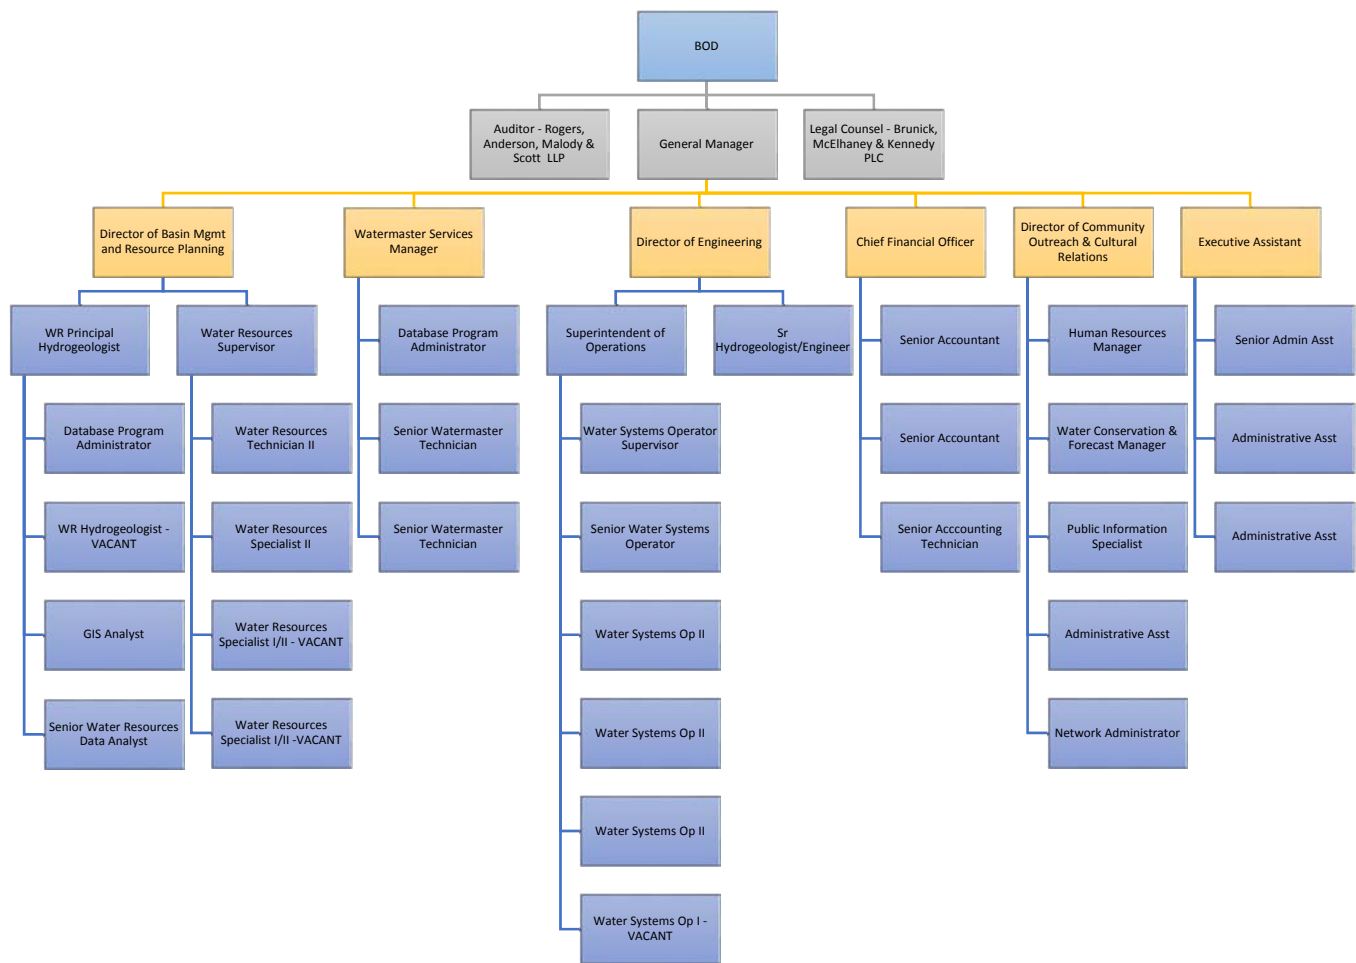 BOD
Auditor - Rogers,
Anderson, Malody &
Scott LLP
General Manager
Legal Counsel - Brunick,
McElhaney & Kennedy
PLC
Director of Basin Mgmt
and Resource Planning
Watermaster Services
Manager
Director of Engineering
Chief Financial Officer
Director of Community
Outreach & Cultural
Relations
Executive Assistant
WR Principal
Hydrogeologist
Water Resources
Supervisor
Database Program
Administrator
Superintendent of
Operations
Sr
Hydrogeologist/Engineer
Senior Accountant
Human Resources
Manager
Senior Admin Asst
Database Program
Administrator
Water Resources
Technician II
Senior Watermaster
Technician
Water Systems Operator
Supervisor
Senior Accountant
Water Conservation &
Forecast Manager
Administrative Asst
WR Hydrogeologist -
VACANT
Water Resources
Specialist II
Senior Watermaster
Technician
Senior Water Systems
Operator
Senior Acccounting
Technician
Public Information
Specialist
Administrative Asst
GIS Analyst
Water Resources
Specialist I/II - VACANT
Water Systems Op II
Administrative Asst
Senior Water Resources
Data Analyst
Water Resources
Specialist I/II -VACANT
Water Systems Op II
Network Administrator
Water Systems Op II
Water Systems Op I -
VACANT